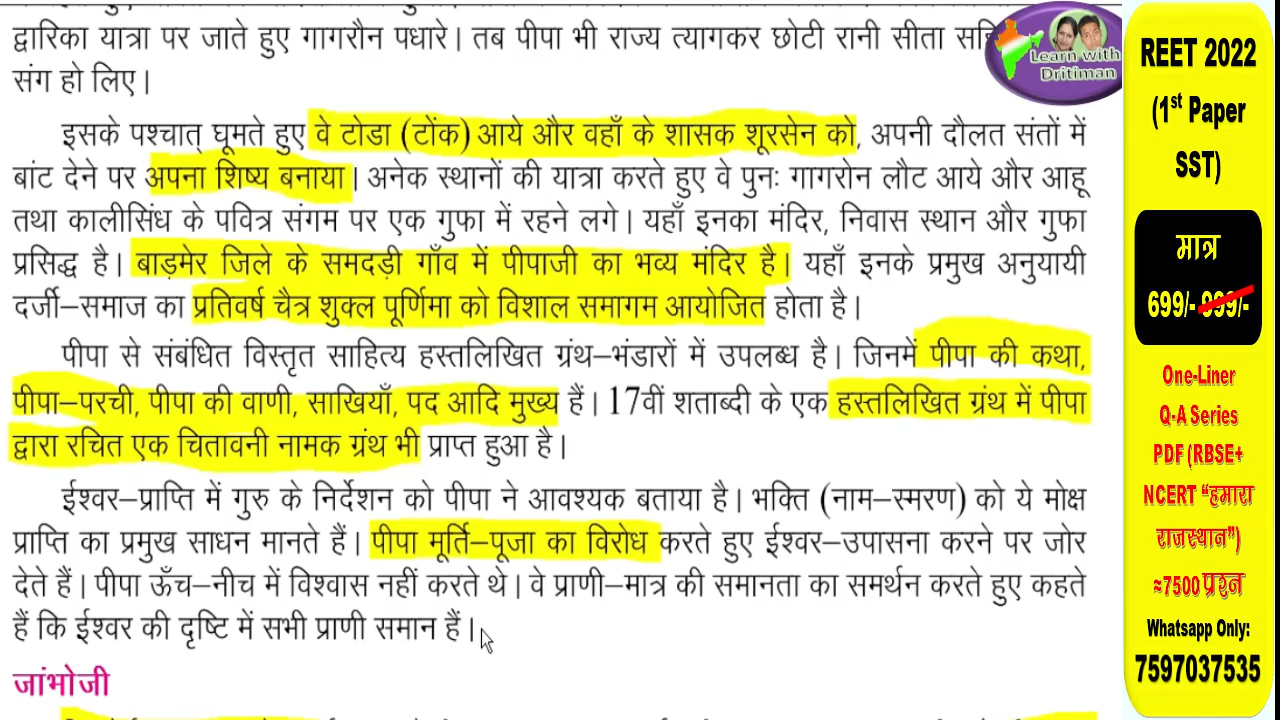 द्वारिका यात्रा पर जाते हुए गागरौन पधारे। तब पीपा भी राज्य त्यागकर छोटी रानी सीता
संग हो लिए।
इसके पश्चात् घूमते हुए वे टोडा (टोंक) आये और वहाँ के शासक शूरसेन को, अपनी दौलत संतों में
बांट देने पर अपना शिष्य बनाया। अनेक स्थानों की यात्रा करते हुए वे पुनः गागरोन लौट आये और आहू
तथा कालीसिंध के पवित्र संगम पर एक गुफा में रहने लगे। यहाँ इनका मंदिर, निवास स्थान और गुफा
प्रसिद्ध है। बाड़मेर जिले के समदड़ी गाँव में पीपाजी का भव्य मंदिर है। यहाँ इनके प्रमुख अनुयायी
दर्जी–समाज का प्रतिवर्ष चैत्र शुक्ल पूर्णिमा को विशाल समागम आयोजित होता है।
पीपा से संबंधित विस्तृत साहित्य हस्तलिखित ग्रंथ–भंडारों में उपलब्ध है। जिनमें पीपा की कथा,
पीपा–परची, पीपा की वाणी, साखियाँ, पद आदि मुख्य हैं। 17वीं शताब्दी के एक हस्तलिखित ग्रंथ में पीपा
द्वारा रचित एक चितावनी नामक ग्रंथ भी प्राप्त हुआ है।
ईश्वर–प्राप्ति में गुरु के निर्देशन को पीपा ने आवश्यक बताया है। भक्ति (नाम–स्मरण) को ये मोक्ष
प्राप्ति का प्रमुख साधन मानते हैं। पीपा मूर्ति–पूजा का विरोध करते हुए ईश्वर–उपासना करने पर जोर
देते हैं। पीपा ऊँच–नीच में विश्वास नहीं करते थे। वे प्राणी–मात्र की समानता का समर्थन करते हुए कहते
हैं कि ईश्वर की दृष्टि में सभी प्राणी समान हैं।
जांभोजी
Learn with
Dritiman
REET 2022
(1st Paper
SST)
मात्र
699/- 999/-
One-Liner
Q-A Series
PDF (RBSE+
NCERT “हमारा
राजस्थान”)
≈7500 प्रश्न
Whatsapp Only:
7597037535